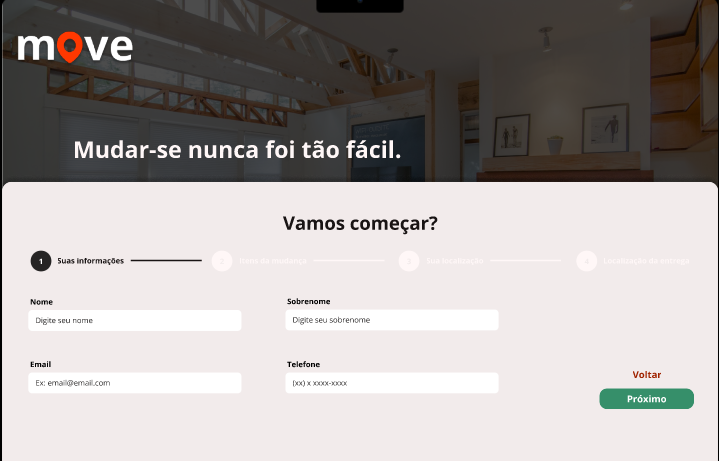 move
Mudar-se nunca foi tão fácil.
Vamos começar?
1 Suas informações 2 Itens da mudança 3 Sua localização 4 Localização da entrega
Nome Sobrenome
Digite seu nome Digite seu sobrenome
Email Telefone
Ex: email@email.com (xx) x xxxx-xxxx
Voltar
Próximo